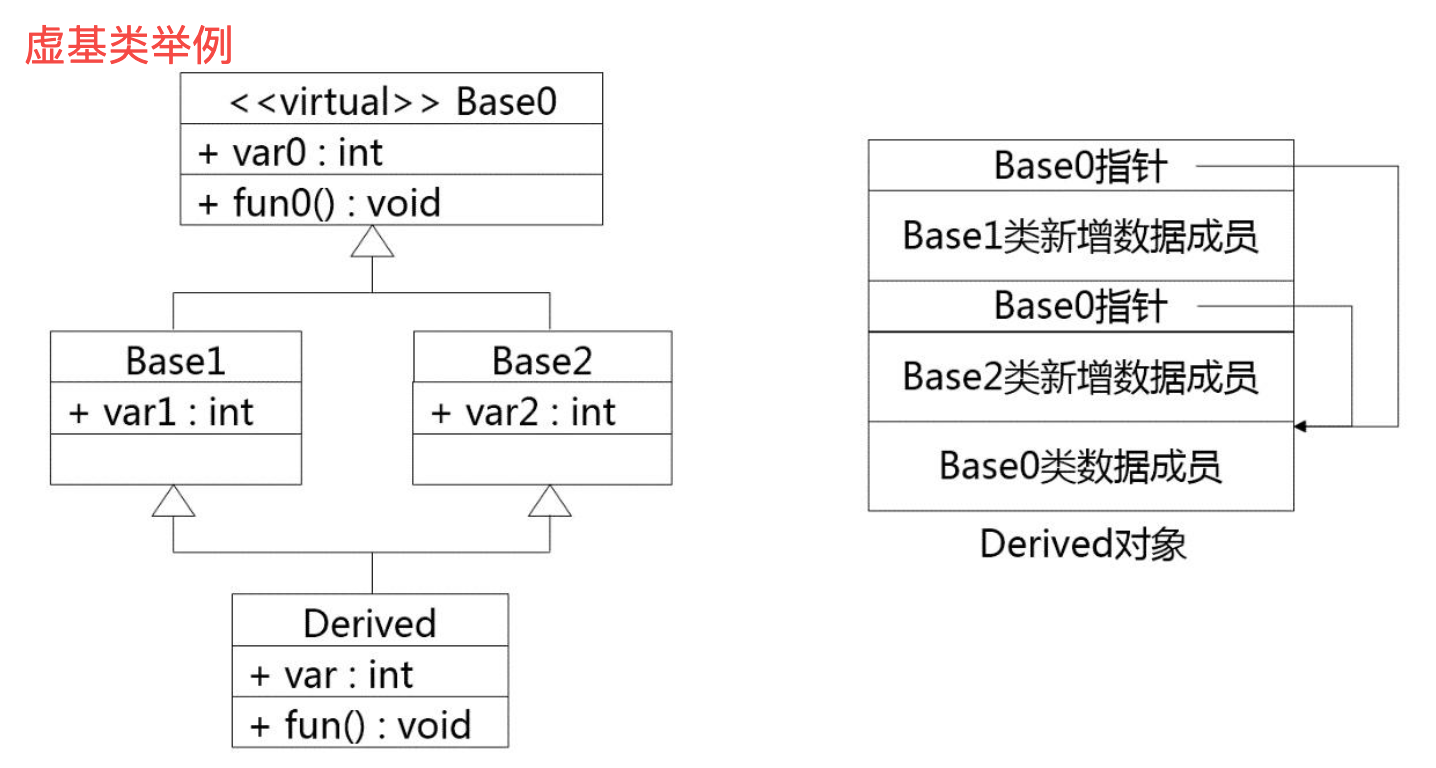 虚基类举例
<<virtual>> Base0
+ var0 : int
+ fun0() : void
Base1
+ var1 : int
Base2
+ var2 : int
Derived
+ var : int
+ fun() : void
Base0指针
Base1类新增数据成员
Base0指针
Base2类新增数据成员
Base0类数据成员
Derived对象